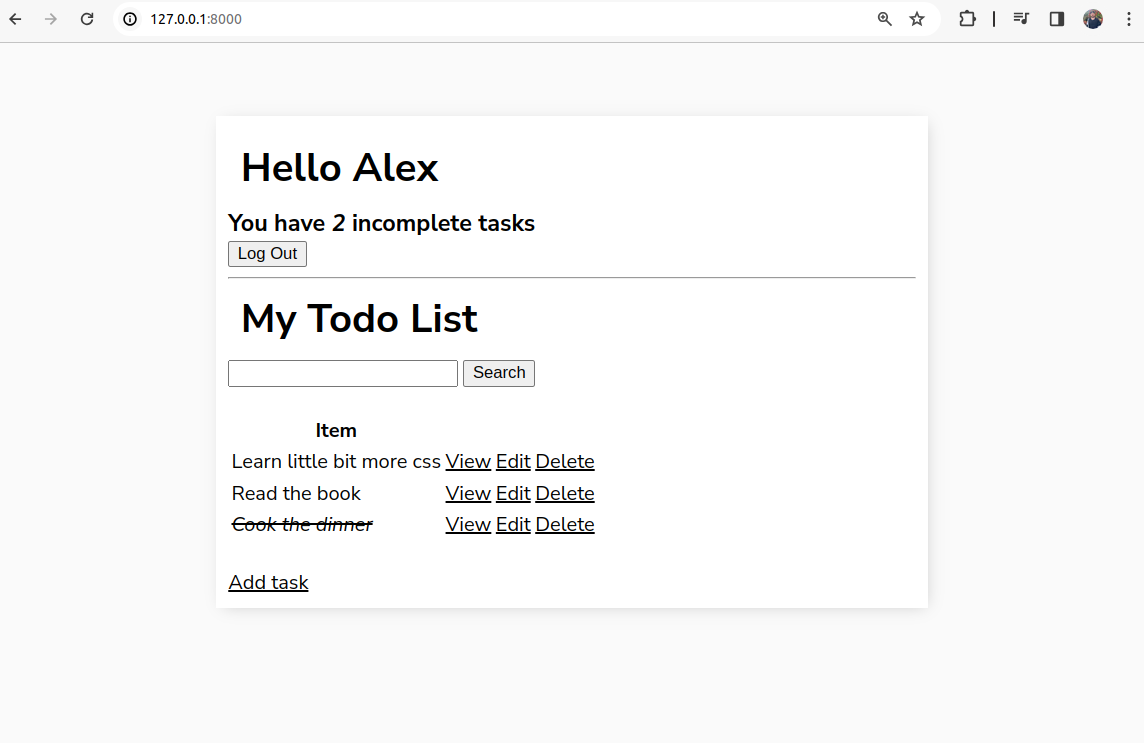 127.0.0.1:8000
Hello Alex
You have 2 incomplete tasks
Log Out
My Todo List
Search
Item
Learn little bit more css View Edit Delete
Read the book View Edit Delete
Cook the dinner View Edit Delete
Add task